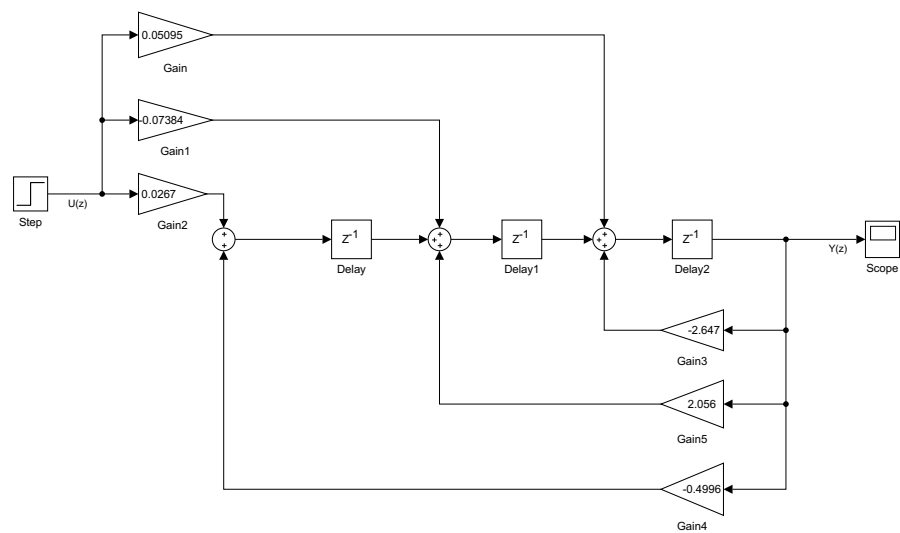 0.05095
Gain
-0.07384
Gain1
0.0267
Gain2
Step
U(z)
+
+
Z-1
Delay
+
+
+
Z-1
Delay1
+
+
+
Z-1
Delay2
Y(z)
Scope
-2.647
Gain3
2.056
Gain5
-0.4996
Gain4